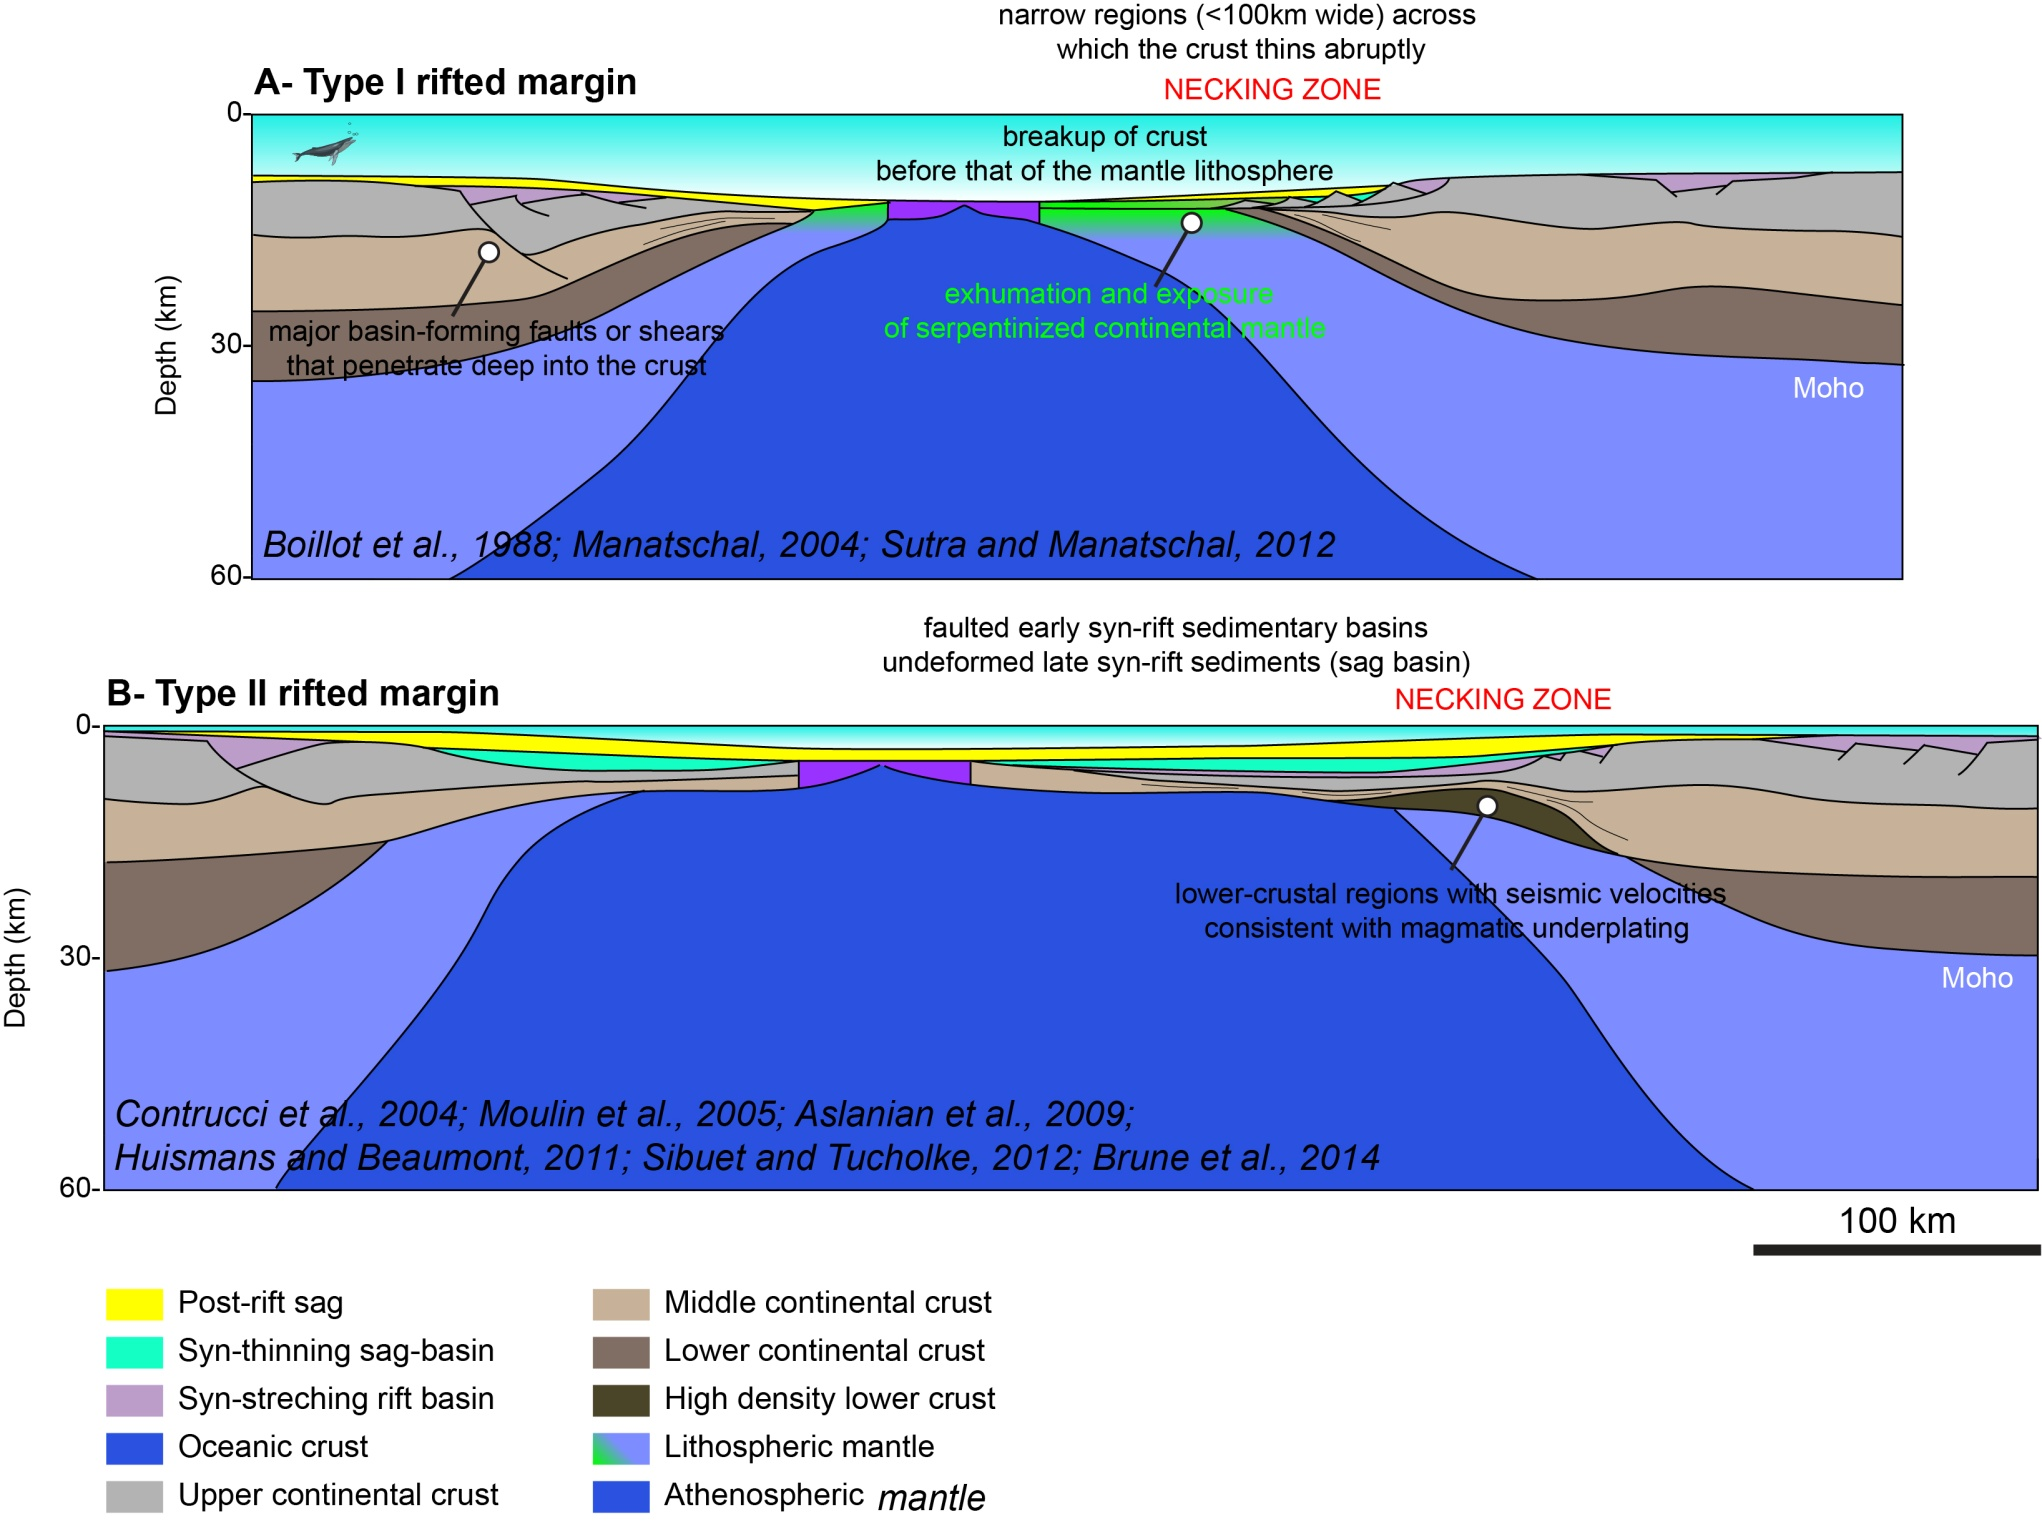 narrow regions (<100km wide) across
which the crust thins abruptly
A- Type I rifted margin
NECKING ZONE
0
breakup of crust
before that of the mantle lithosphere
exhumation and exposure
of serpentinized continental mantle
major basin-forming faults or shears
that penetrate deep into the crust
30
Depth (km)
Moho
Boillot et al., 1988; Manatschal, 2004; Sutra and Manatschal, 2012
60
faulted early syn-rift sedimentary basins
undeformed late syn-rift sediments (sag basin)
B- Type II rifted margin
NECKING ZONE
0
lower-crustal regions with seismic velocities
consistent with magmatic underplating
30
Depth (km)
Moho
Contrucci et al., 2004; Moulin et al., 2005; Aslanian et al., 2009;
Huismans and Beaumont, 2011; Sibuet and Tucholke, 2012; Brune et al., 2014
60
100 km
Post-rift sag
Syn-thinning sag-basin
Syn-streching rift basin
Oceanic crust
Upper continental crust
Middle continental crust
Lower continental crust
High density lower crust
Lithospheric mantle
Athenospheric mantle